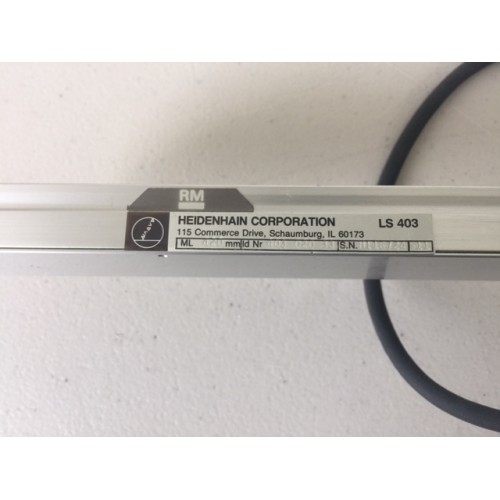 RM
HEIDENHAIN CORPORATION LS 403
115 Commerce Drive, Schaumburg, IL 60173
ML mm Id Nr S.N.